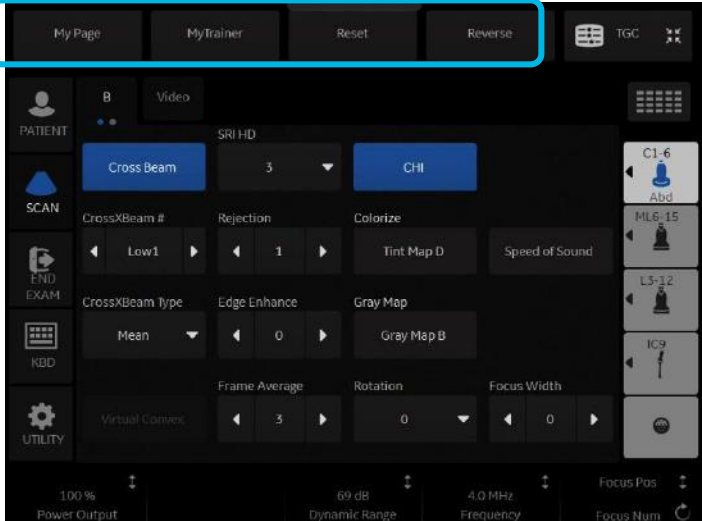 My Page MyTrainer Reset Reverse TGC
B Video
PATIENT
SRI HD
Cross Beam 3 CHI
C1-6
Abd
SCAN
CrossXBeam # Rejection Colorize
ML6-15
Low1 1 Tint Map D Speed of Sound
END
EXAM
CrossXBeam Type Edge Enhance Gray Map
L3-12
Mean 0 Gray Map B
KBD
IC9
Frame Average Rotation Focus Width
Virtual Convex 3 0 0
UTILITY
100 % 69 dB 4.0 MHz Focus Pos
Power Output Dynamic Range Frequency Focus Num